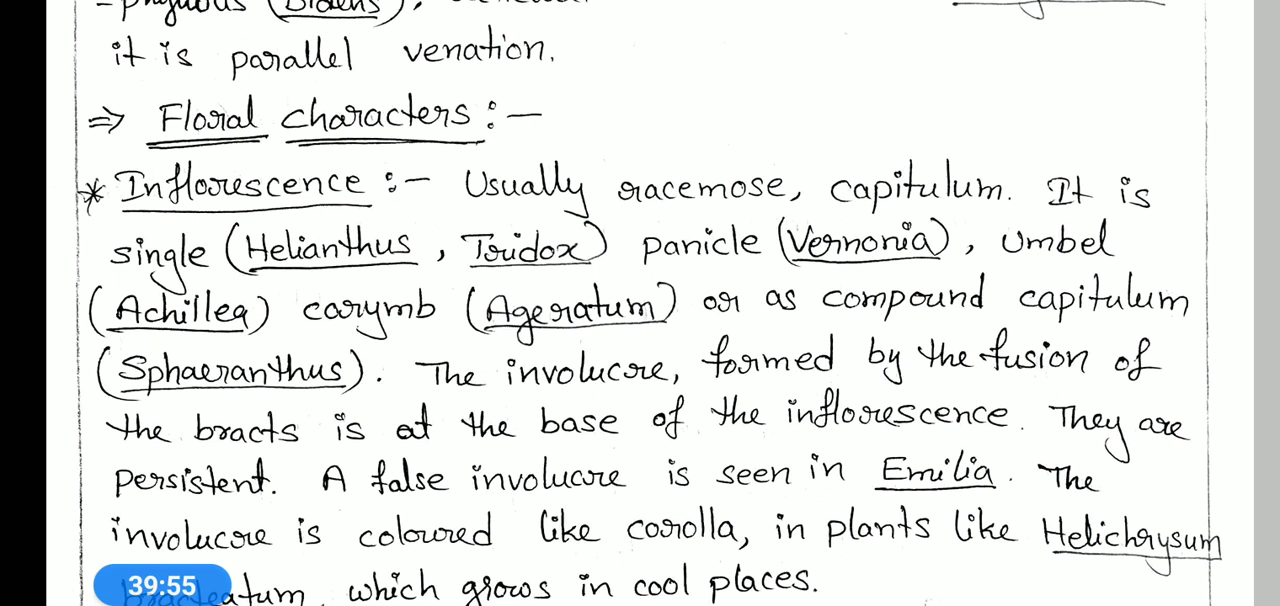 it is parallel venation.
⇒ Floral characters :-
* Inflorescence :- Usually racemose, capitulum. It is
single (Helianthus, Tridox) panicle (Vernonia), Umbel
(Achillea) corymb (Ageratum) or as compound capitulum
(Sphaeranthus). The involucre, formed by the fusion of
the bracts is at the base of the inflorescence. They are
persistent. A false involucre is seen in Emilia. The
involucre is coloured like corolla, in plants like Helichrysum
39:55 which grows in cool places.